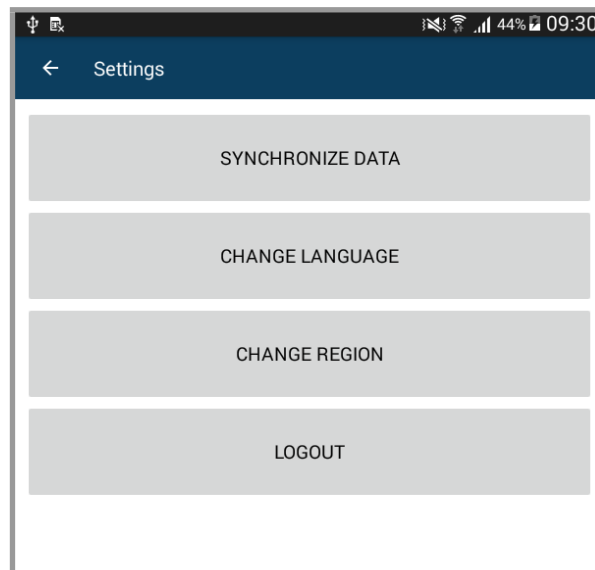 44% 09:30
Settings
SYNCHRONIZE DATA
CHANGE LANGUAGE
CHANGE REGION
LOGOUT